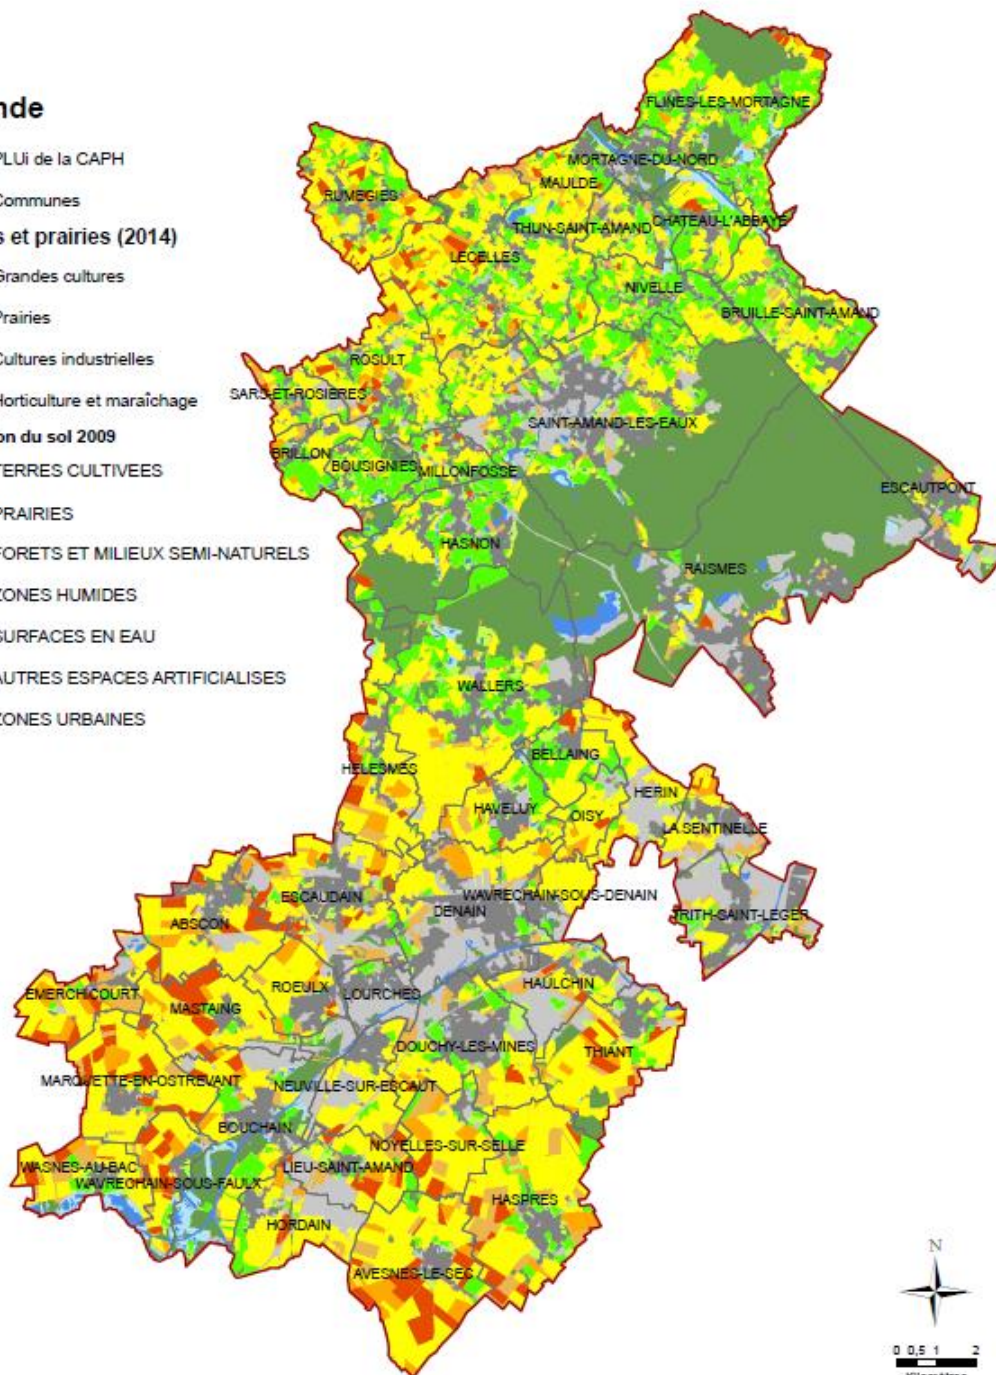 nde
PLUi de la CAPH
Communes
s et prairies (2014)
Grandes cultures
Prairies
Cultures industrielles
Horticulture et maraîchage
on du sol 2009
TERRES CULTIVEES
PRAIRIES
FORETS ET MILIEUX SEMI-NATURELS
ZONES HUMIDES
SURFACES EN EAU
AUTRES ESPACES ARTIFICIALISES
ZONES URBAINES
FLINES-LES-MORTAGNE
MORTAGNE-DU-NORD
MAULDE
RUMEGIES
CHATEAU-L'ABBAYE
THUN-SAINT-AMAND
LECELLES
NIVELLE
BRUILLE-SAINT-AMAND
ROSULT
SARS-ET-ROSIERES
SAINT-AMAND-LES-EAUX
BRILLON
BOUSIGNIES
MILLONFOSSE
ESCAUTPONT
HASNON
RAISMES
WALLERS
BELLAING
HELESMES
HERIN
HAVELUY
OISY
LA SENTINELLE
ESCAUDAIN
WAVRECHAIN-SOUS-DENAIN
DENAIN
TRITH-SAINT-LEGER
ABSCON
HAULCHIN
ROEULX
LOURCHES
EMERCHICOURT
MASTAING
DOUCHY-LES-MINES
THIANT
MARQUETTE-EN-OSTREVANT
NEUVILLE-SUR-ESCAUT
BOUCHAIN
NOYELLES-SUR-SELLE
WASNES-AU-BAC
LIEU-SAINT-AMAND
WAVRECHAIN-SOUS-FAULX
HASPRES
HORDAIN
AVESNES-LE-SEC
N
0 0,5 1 2